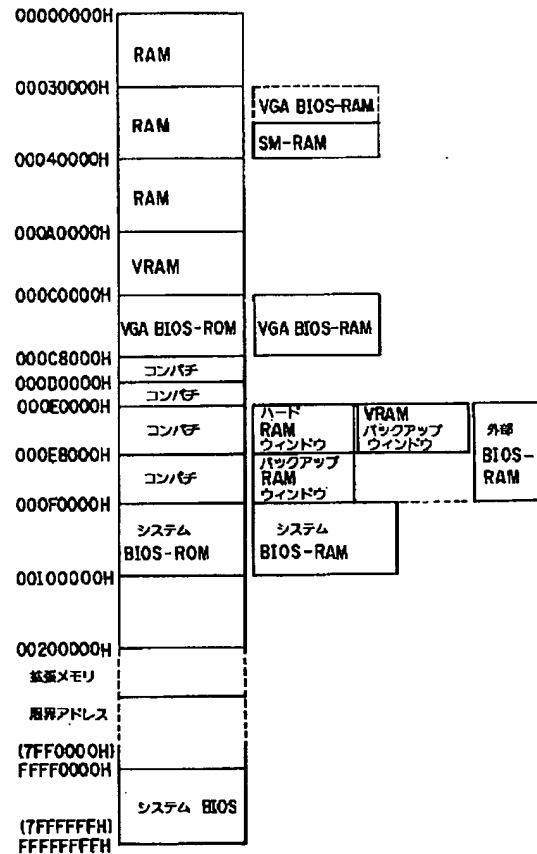 00000000H
RAM
00030000H
RAM
VGA BIOS-RAM
SM-RAM
00040000H
RAM
000A0000H
VRAM
000C0000H
VGA BIOS-ROM
VGA BIOS-RAM
000C8000H
コンパチ
000D0000H
コンパチ
000E0000H
コンパチ
ハード
RAM
ウィンドウ
VRAM
バックアップ
ウィンドウ
外部
BIOS-
RAM
000E8000H
コンパチ
バックアップ
RAM
ウィンドウ
000F0000H
システム
BIOS-ROM
システム
BIOS-RAM
00100000H
00200000H
拡張メモリ
限界アドレス
(7FF0000H)
FFFF0000H
システム BIOS
(7FFFFFFH)
FFFFFFFFH